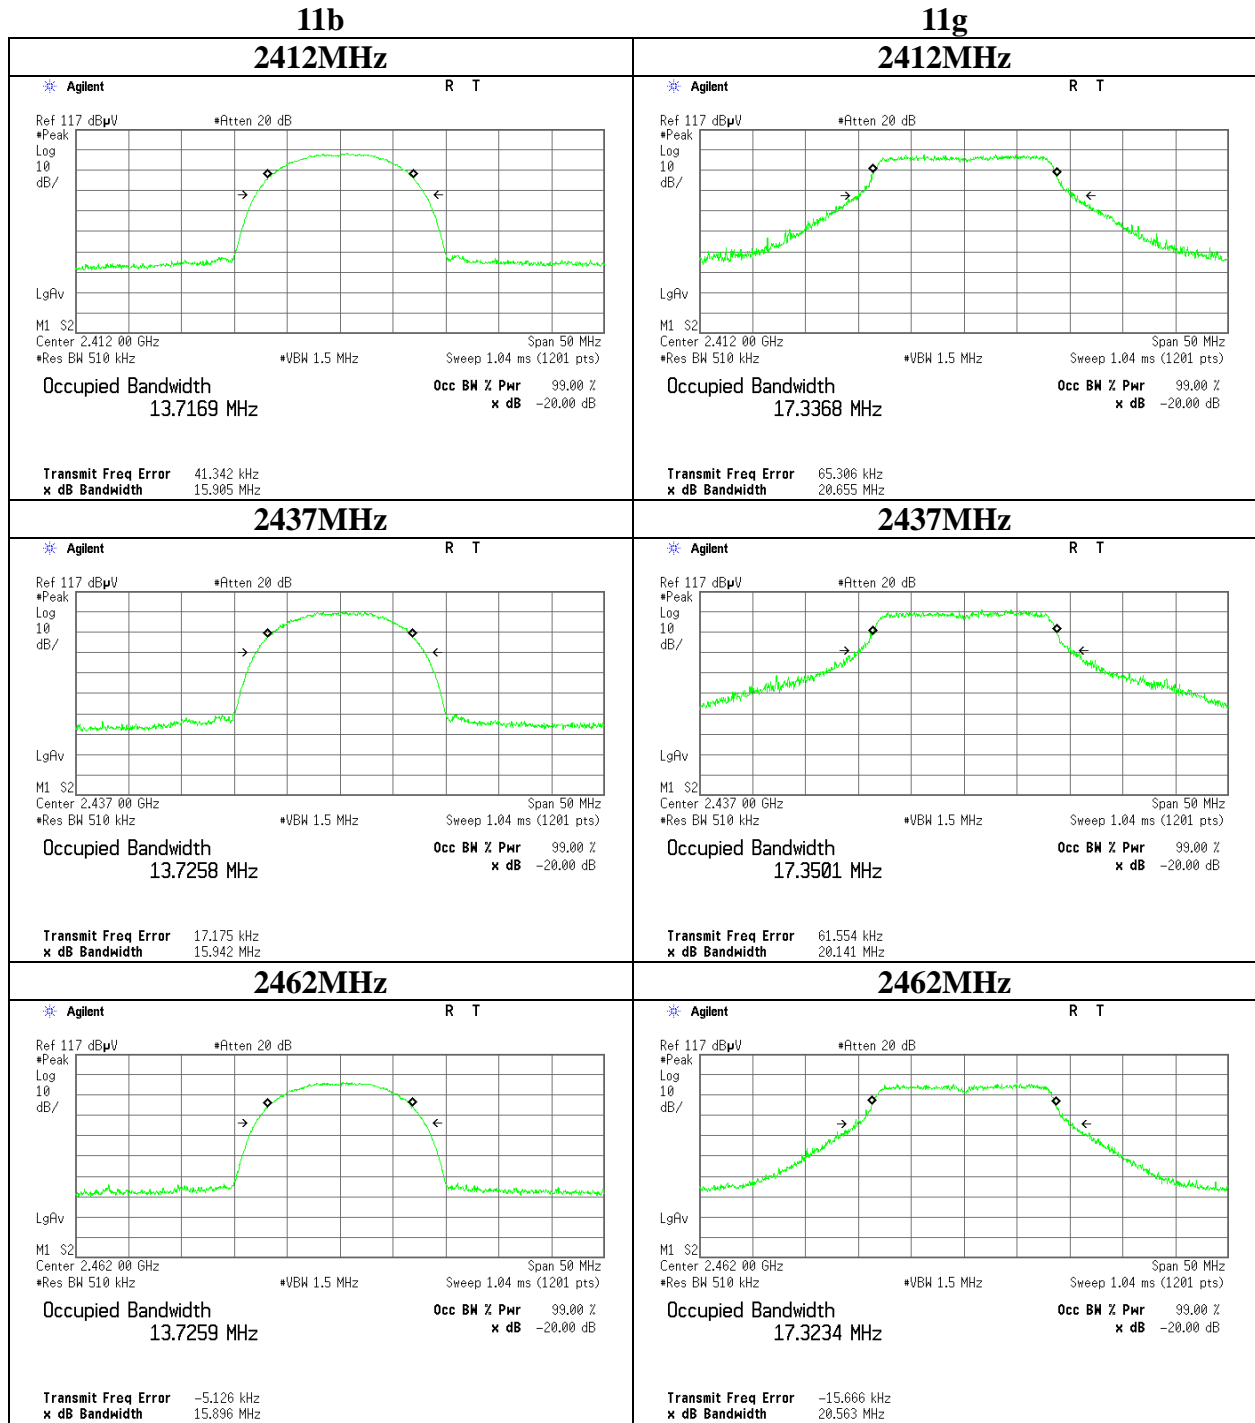 11b 11g
2412MHz 2412MHz
Agilent R T
Ref 117 dBµV #Atten 20 dB
#Peak
Log
10
dB/
LgAv
M1 S2
Center 2.412 00 GHz Span 50 MHz
#Res BW 510 kHz #VBW 1.5 MHz Sweep 1.04 ms (1201 pts)
Occupied Bandwidth Occ BW % Pwr 99.00 %
13.7169 MHz x dB -20.00 dB
Transmit Freq Error 41.342 kHz
x dB Bandwidth 15.905 MHz
Agilent R T
Ref 117 dBµV #Atten 20 dB
#Peak
Log
10
dB/
LgAv
M1 S2
Center 2.412 00 GHz Span 50 MHz
#Res BW 510 kHz #VBW 1.5 MHz Sweep 1.04 ms (1201 pts)
Occupied Bandwidth Occ BW % Pwr 99.00 %
17.3368 MHz x dB -20.00 dB
Transmit Freq Error 65.306 kHz
x dB Bandwidth 20.655 MHz
2437MHz 2437MHz
Agilent R T
Ref 117 dBµV #Atten 20 dB
#Peak
Log
10
dB/
LgAv
M1 S2
Center 2.437 00 GHz Span 50 MHz
#Res BW 510 kHz #VBW 1.5 MHz Sweep 1.04 ms (1201 pts)
Occupied Bandwidth Occ BW % Pwr 99.00 %
13.7258 MHz x dB -20.00 dB
Transmit Freq Error 17.175 kHz
x dB Bandwidth 15.942 MHz
Agilent R T
Ref 117 dBµV #Atten 20 dB
#Peak
Log
10
dB/
LgAv
M1 S2
Center 2.437 00 GHz Span 50 MHz
#Res BW 510 kHz #VBW 1.5 MHz Sweep 1.04 ms (1201 pts)
Occupied Bandwidth Occ BW % Pwr 99.00 %
17.3501 MHz x dB -20.00 dB
Transmit Freq Error 61.554 kHz
x dB Bandwidth 20.141 MHz
2462MHz 2462MHz
Agilent R T
Ref 117 dBµV #Atten 20 dB
#Peak
Log
10
dB/
LgAv
M1 S2
Center 2.462 00 GHz Span 50 MHz
#Res BW 510 kHz #VBW 1.5 MHz Sweep 1.04 ms (1201 pts)
Occupied Bandwidth Occ BW % Pwr 99.00 %
13.7259 MHz x dB -20.00 dB
Transmit Freq Error -5.126 kHz
x dB Bandwidth 15.896 MHz
Agilent R T
Ref 117 dBµV #Atten 20 dB
#Peak
Log
10
dB/
LgAv
M1 S2
Center 2.462 00 GHz Span 50 MHz
#Res BW 510 kHz #VBW 1.5 MHz Sweep 1.04 ms (1201 pts)
Occupied Bandwidth Occ BW % Pwr 99.00 %
17.3234 MHz x dB -20.00 dB
Transmit Freq Error -15.666 kHz
x dB Bandwidth 20.563 MHz